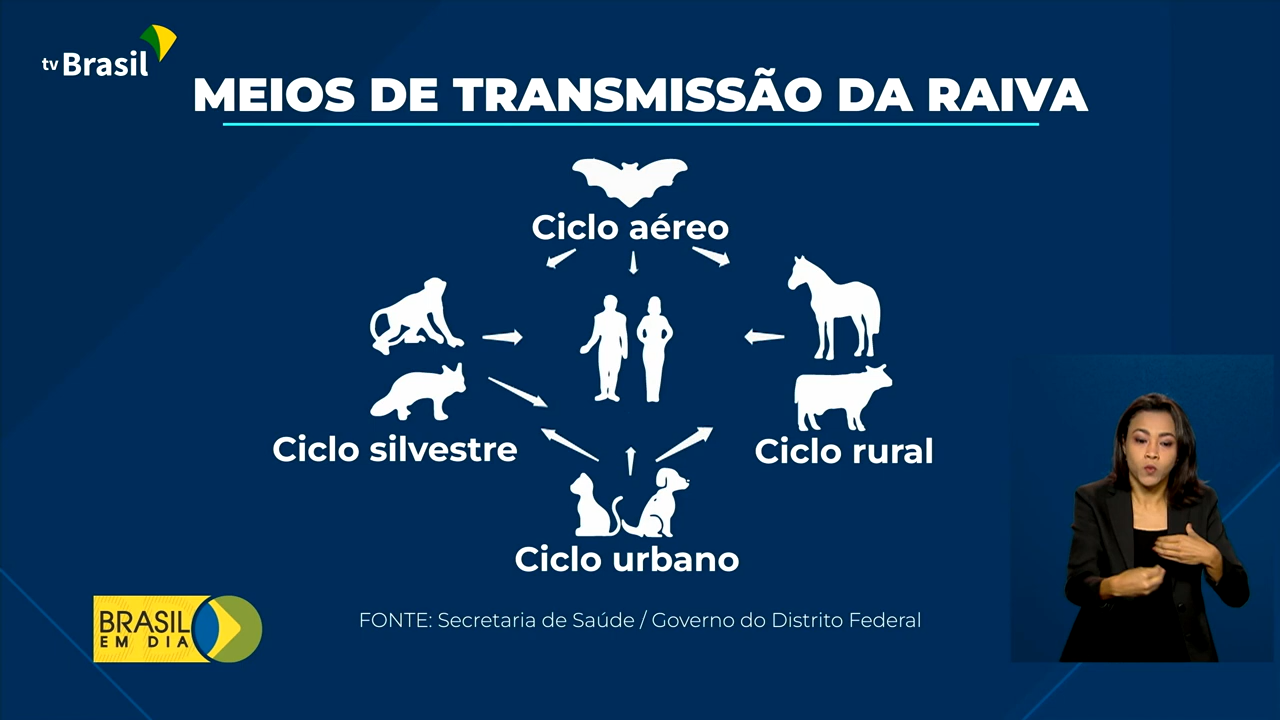 tv Brasil
MEIOS DE TRANSMISSÃO DA RAIVA
Ciclo aéreo
Ciclo silvestre
Ciclo rural
Ciclo urbano
FONTE: Secretaria de Saúde / Governo do Distrito Federal
BRASIL
EM DIA